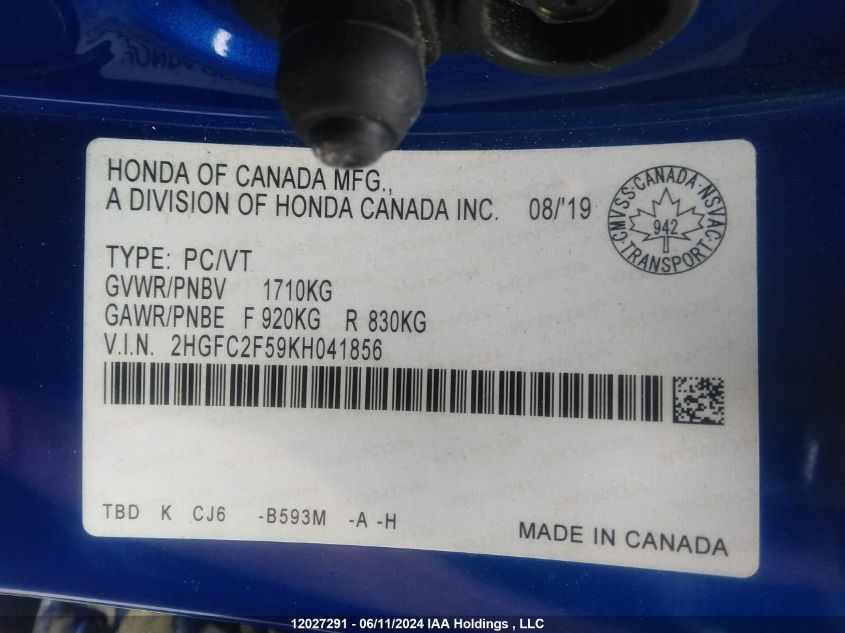 HONDA OF CANADA MFG.,
A DIVISION OF HONDA CANADA INC. 08/'19
CMVSS·CANADA·NSVAC·TRANSPORT
942
TYPE: PC/VT
GVWR/PNBV 1710KG
GAWR/PNBE F 920KG R 830KG
V.I.N. 2HGFC2F59KH041856
TBD K CJ6 -B593M -A -H
MADE IN CANADA
12027291 - 06/11/2024 IAA Holdings , LLC